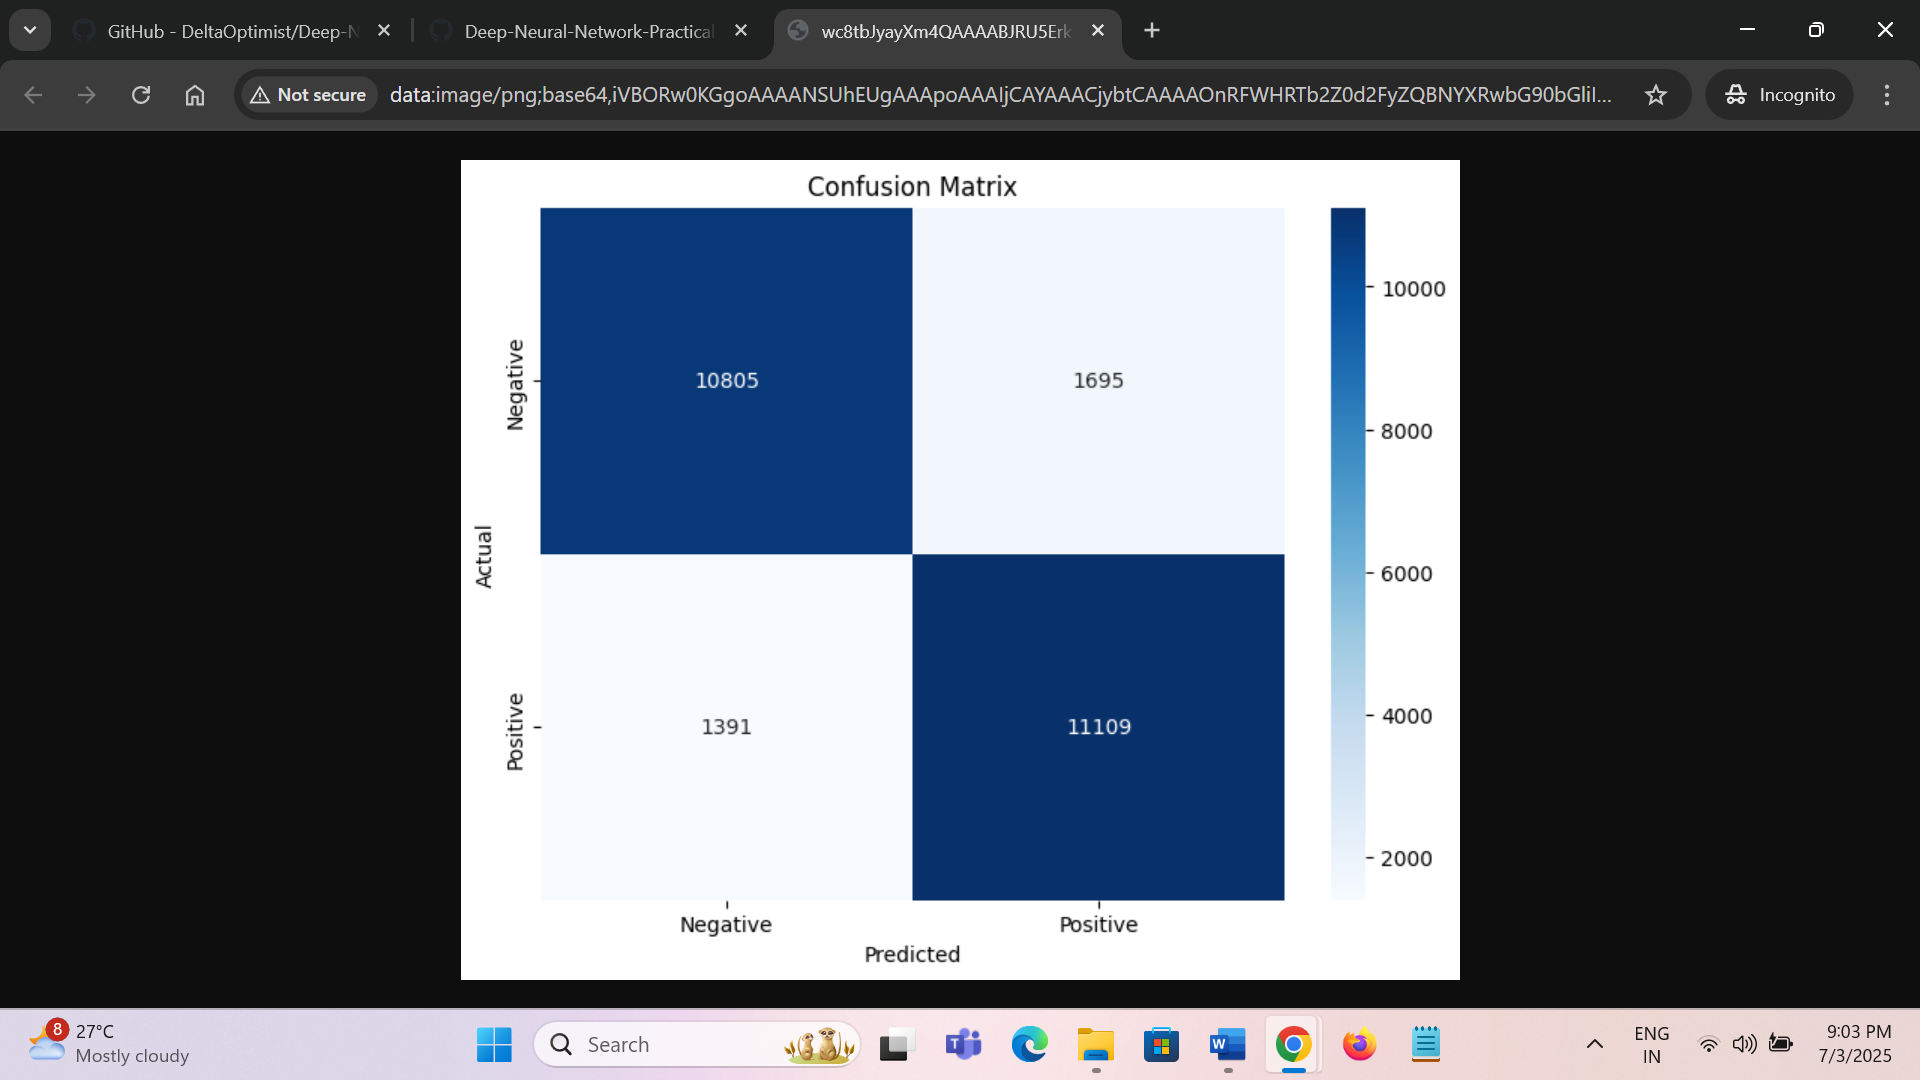 GitHub - DeltaOptimist/Deep-N
Deep-Neural-Network-Practical
wc8tbJyayXm4QAAAABJRU5Erk
Not secure
data:image/png;base64,iVBORw0KGgoAAAANSUhEUgAAApoAAAIjCAYAAACjybtCAAAAOnRFWHRTb2Z0d2FyZQBNYXRwbG90bGliI...
Incognito
Confusion Matrix
10000
8000
6000
4000
2000
Negative
10805
1695
Actual
Positive
1391
11109
Negative
Positive
Predicted
8
27°C
Mostly cloudy
Search
T
W
ENG
IN
9:03 PM
7/3/2025